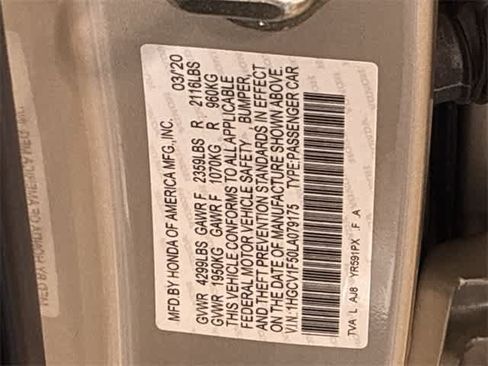 MFD BY HONDA OF AMERICA MFG., INC. 03/20
GVWR 4299LBS GAWR F 2359LBS R 2116LBS
GVWR 1950KG GAWR F 1070KG R 960KG
THIS VEHICLE CONFORMS TO ALL APPLICABLE
FEDERAL MOTOR VEHICLE SAFETY, BUMPER,
AND THEFT PREVENTION STANDARDS IN EFFECT
ON THE DATE OF MANUFACTURE SHOWN ABOVE.
V.I.N.:1HGCV1F50LA079175 TYPE:PASSENGER CAR
TVA L AJ8 YR591PX F A